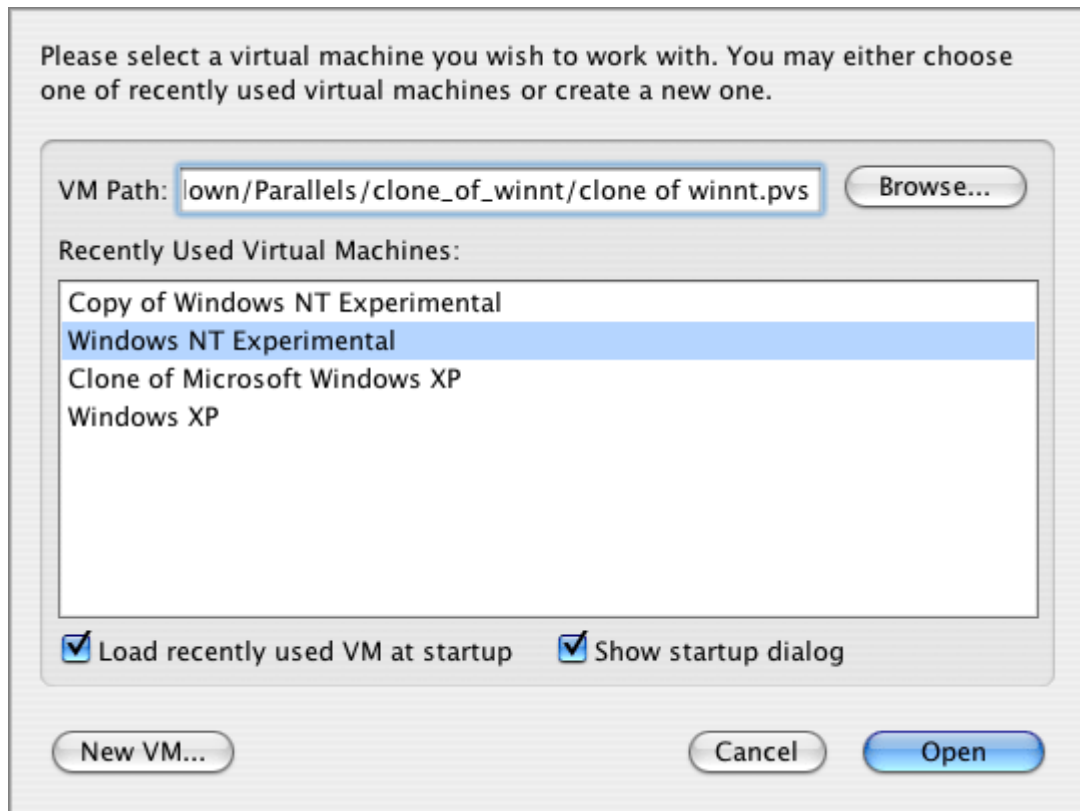 Please select a virtual machine you wish to work with. You may either choose
one of recently used virtual machines or create a new one.
VM Path: lown/Parallels/clone_of_winnt/clone of winnt.pvs Browse...
Recently Used Virtual Machines:
Copy of Windows NT Experimental
Windows NT Experimental
Clone of Microsoft Windows XP
Windows XP
Load recently used VM at startup Show startup dialog
New VM... Cancel Open